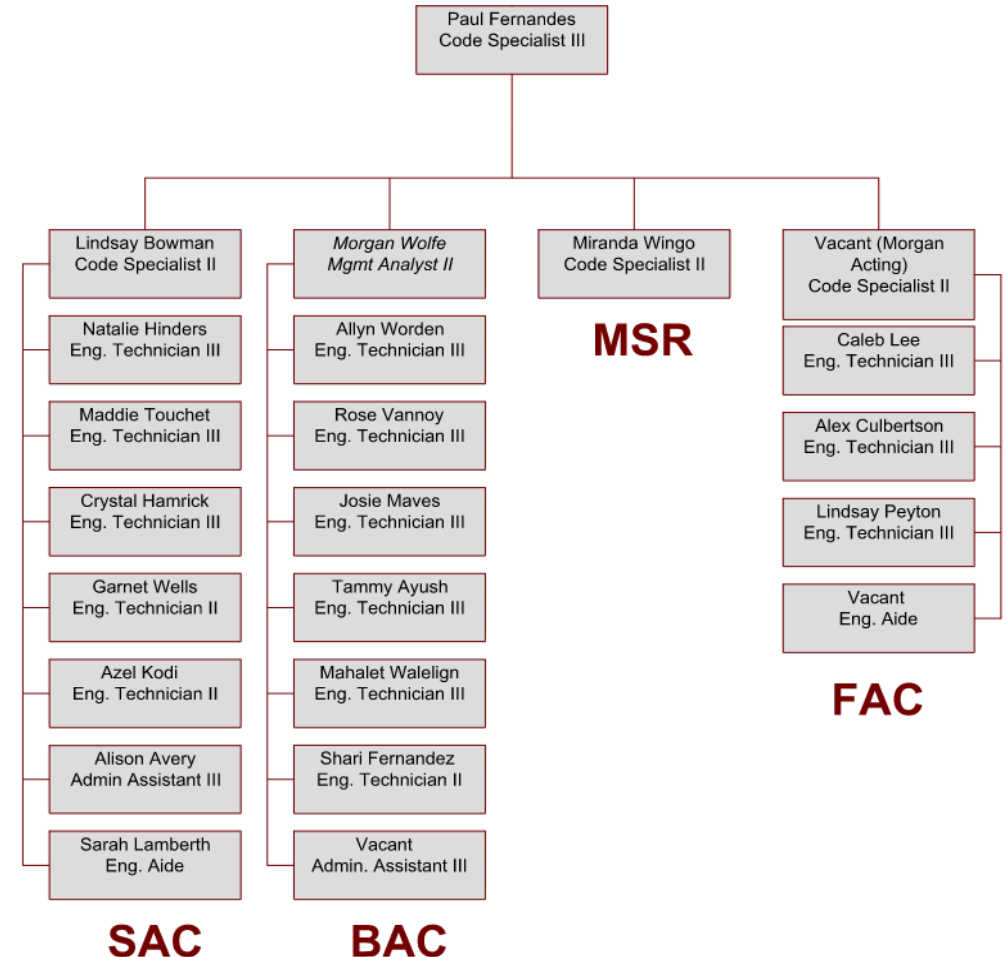 Paul Fernandes
Code Specialist III
Lindsay Bowman
Code Specialist II
Natalie Hinders
Eng. Technician III
Maddie Touchet
Eng. Technician III
Crystal Hamrick
Eng. Technician III
Garnet Wells
Eng. Technician II
Azel Kodi
Eng. Technician II
Alison Avery
Admin Assistant III
Sarah Lamberth
Eng. Aide
SAC
Morgan Wolfe
Mgmt Analyst II
Allyn Worden
Eng. Technician III
Rose Vannoy
Eng. Technician III
Josie Maves
Eng. Technician III
Tammy Ayush
Eng. Technician III
Mahalet Walelign
Eng. Technician III
Shari Fernandez
Eng. Technician II
Vacant
Admin. Assistant III
BAC
Miranda Wingo
Code Specialist II
MSR
Vacant (Morgan
Acting)
Code Specialist II
Caleb Lee
Eng. Technician III
Alex Culbertson
Eng. Technician III
Lindsay Peyton
Eng. Technician III
Vacant
Eng. Aide
FAC